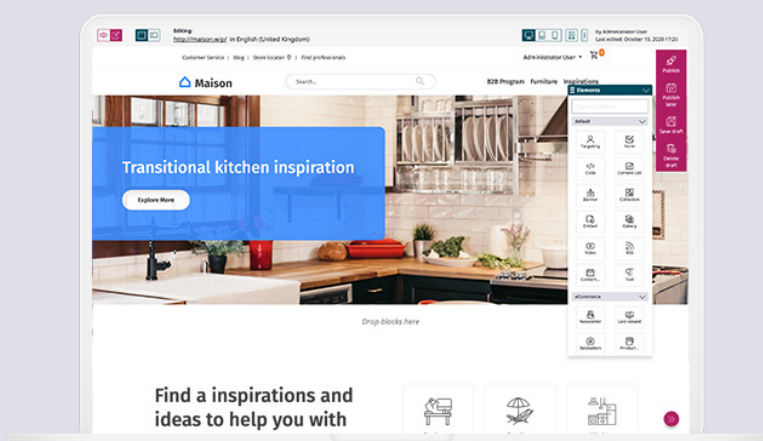 Editing:
http://maison.wip/ in English (United Kingdom)
by Administrator User
Last edited: October 19, 2020 17:20
Customer Service | Blog | Store locator | Find professionals
Administrator User
0
Maison
Search...
B2B Program Furniture Inspirations
Publish
Publish later
Save draft
Delete draft
Elements
default
Targeting
Form
Code
Content List
Banner
Collection
Embed
Gallery
Video
RSS
Content...
Text
eCommerce
Newsletter
Last viewed
Bestsellers
Produc...
Transitional kitchen inspiration
Explore More
Drop blocks here
Find a inspirations and
ideas to help you with